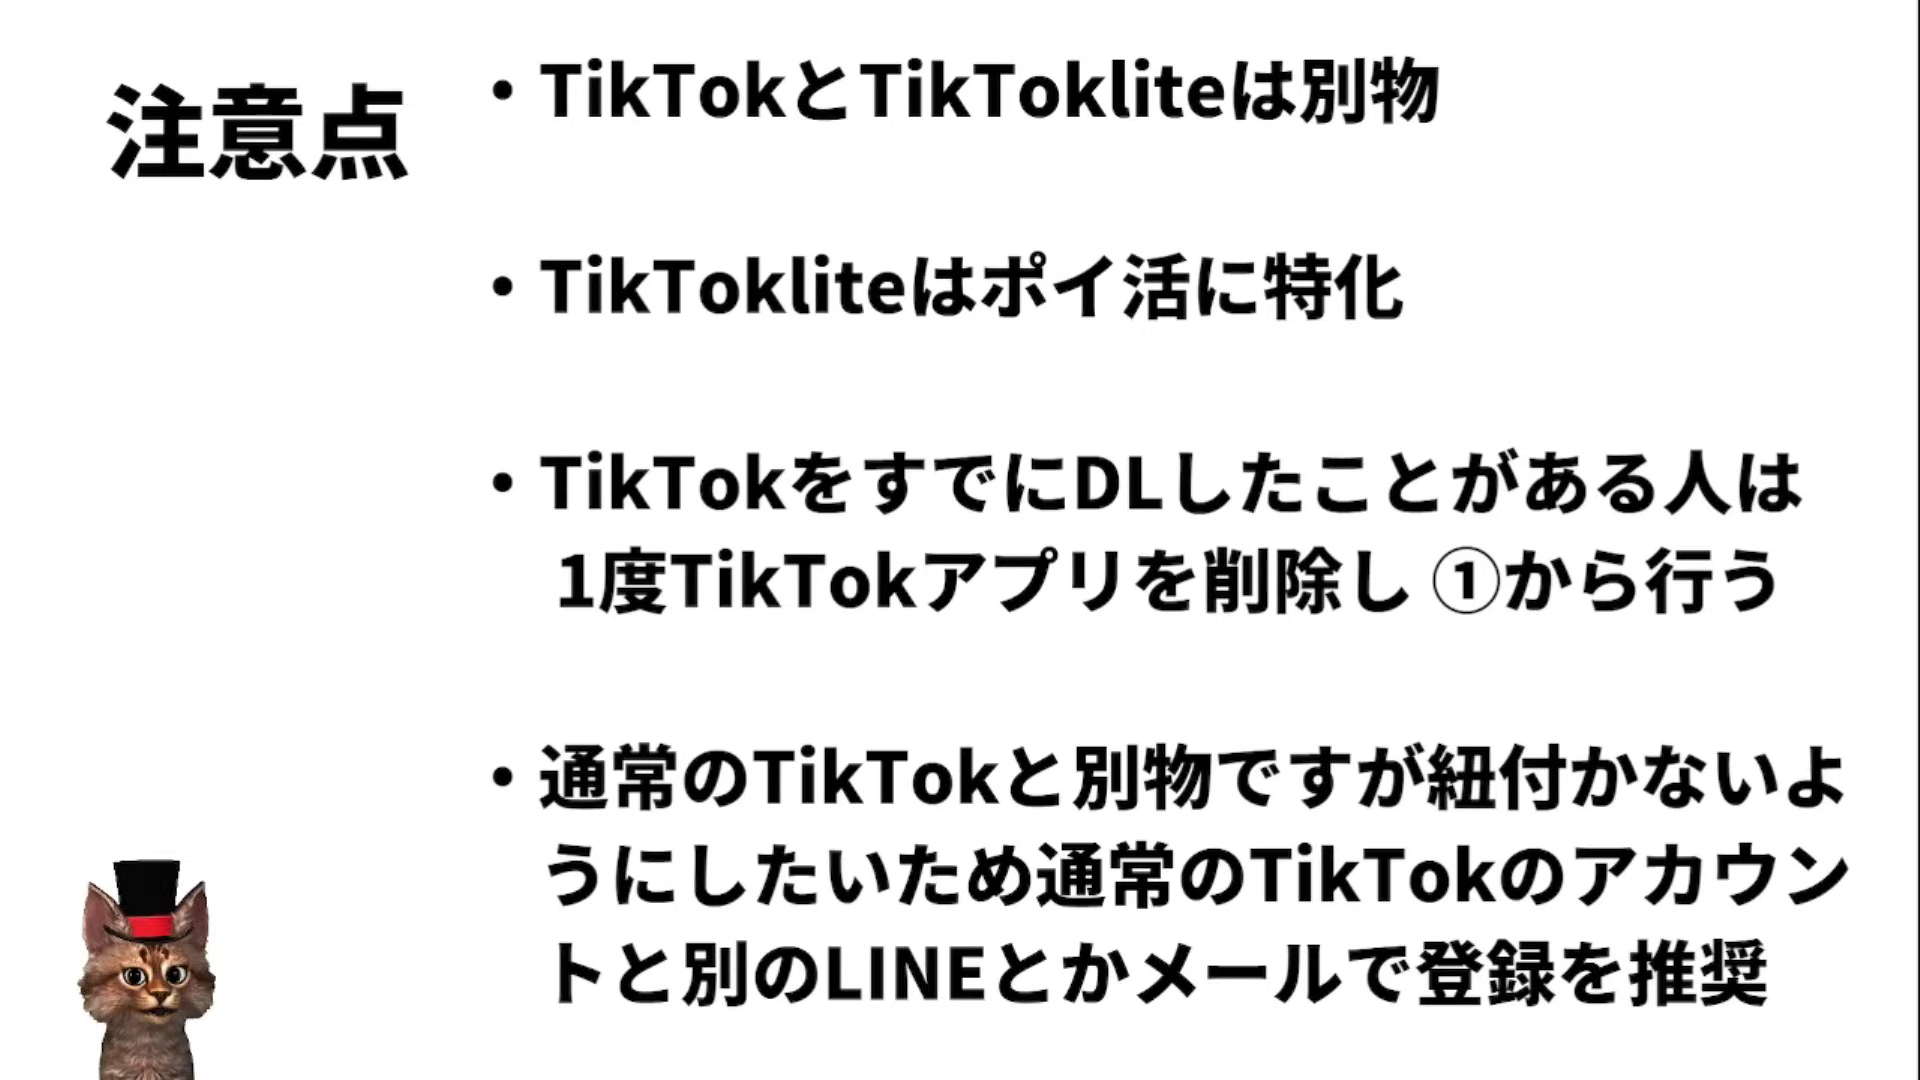 注意点
・TikTokとTikTokliteは別物
・TikTokliteはポイ活に特化
・TikTokをすでにDLしたことがある人は
1度TikTokアプリを削除し ①から行う
・通常のTikTokと別物ですが紐付かないよ
うにしたいため通常のTikTokのアカウン
トと別のLINEとかメールで登録を推奨